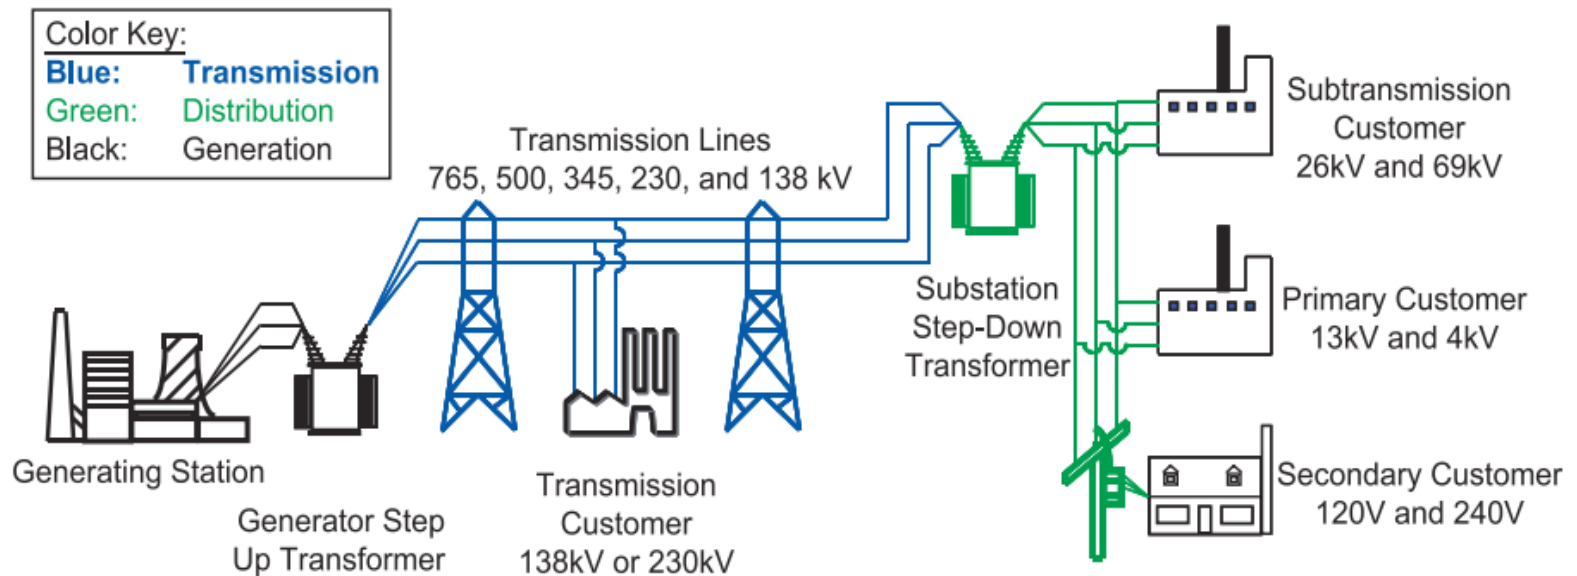 Color Key:
Blue: Transmission
Green: Distribution
Black: Generation
Transmission Lines
765, 500, 345, 230, and 138 kV
Subtransmission
Customer
26kV and 69kV
Substation
Step-Down
Transformer
Primary Customer
13kV and 4kV
Generating Station
Generator Step
Up Transformer
Transmission
Customer
138kV or 230kV
Secondary Customer
120V and 240V